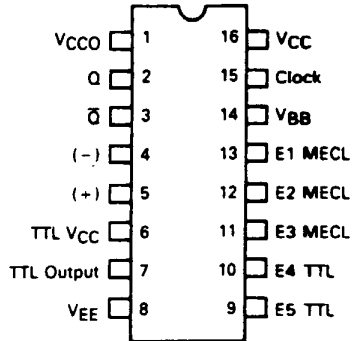 VCCO 1 16 VCC
Q 2 15 Clock
Q̅ 3 14 VBB
(−) 4 13 E1 MECL
(+) 5 12 E2 MECL
TTL VCC 6 11 E3 MECL
TTL Output 7 10 E4 TTL
VEE 8 9 E5 TTL